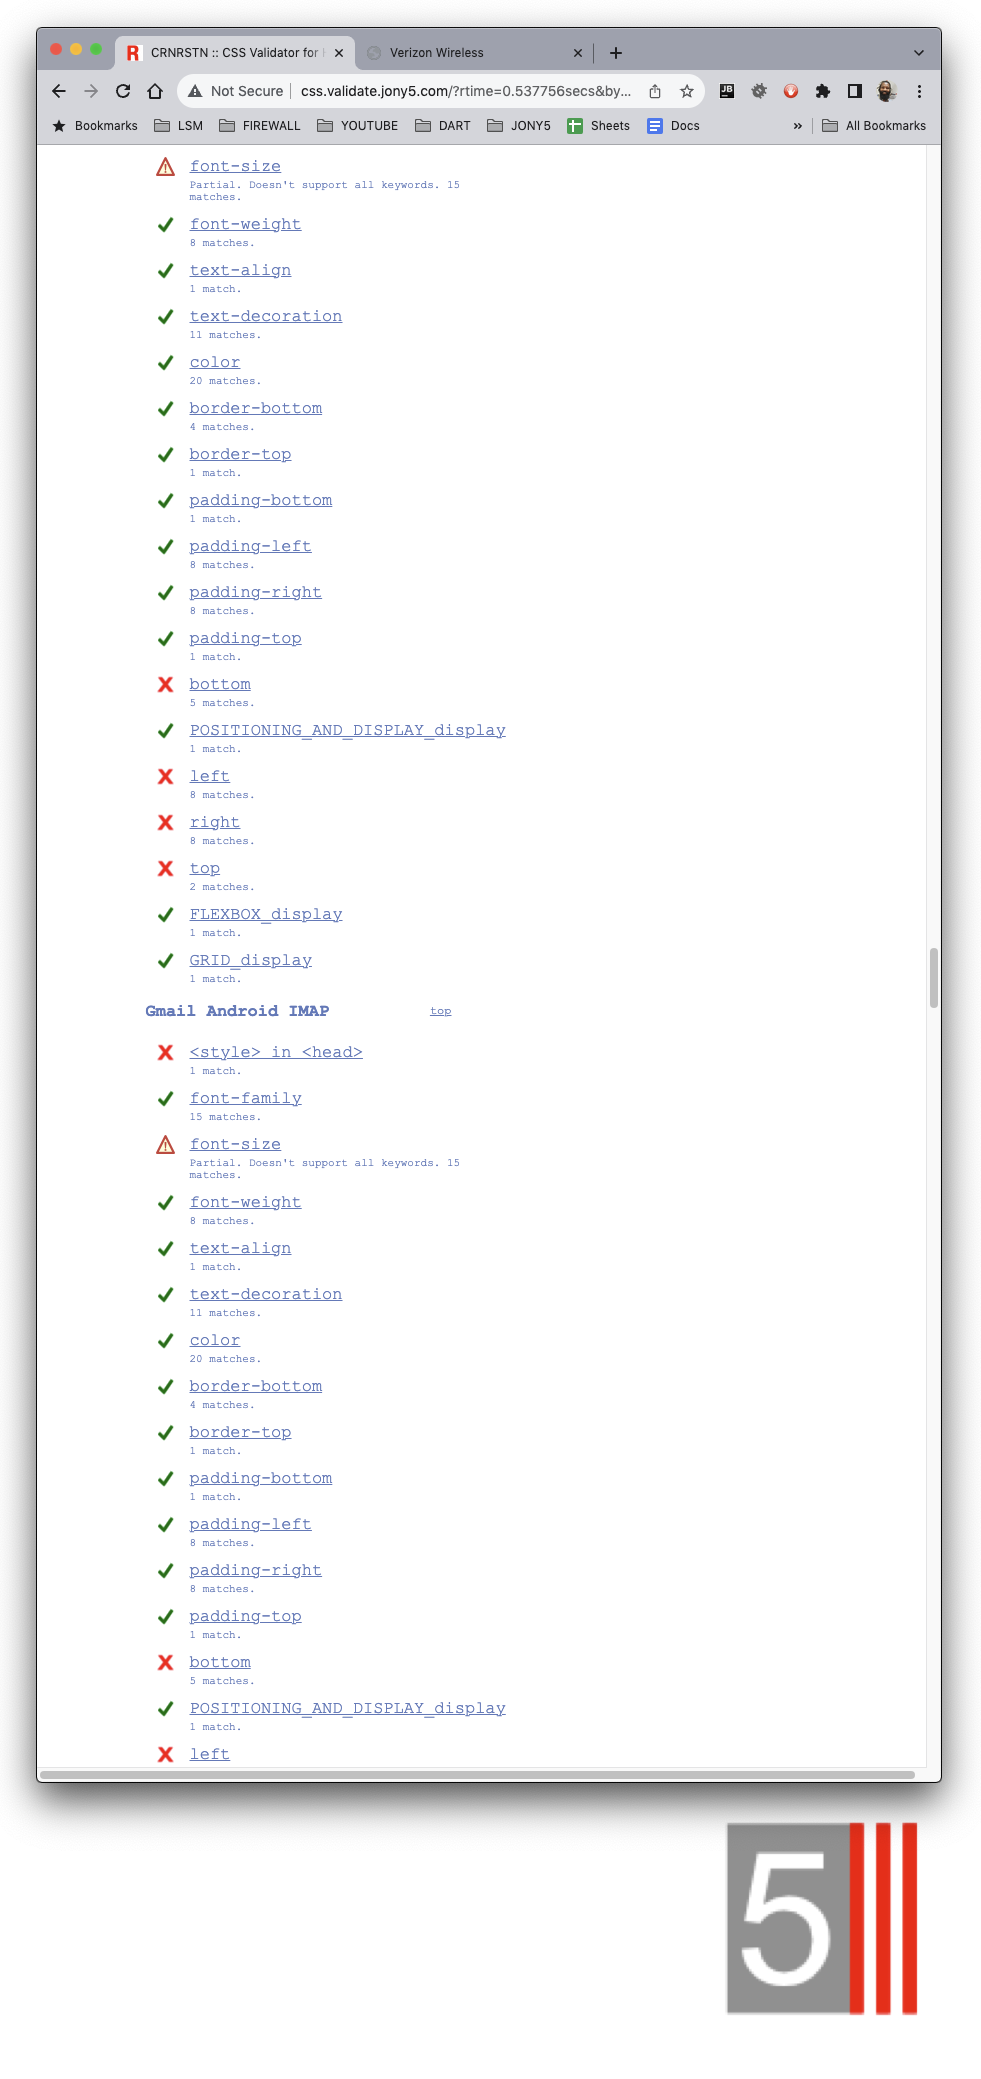 CRNRSTN :: CSS Validator for
Verizon Wireless
Not Secure
css.validate.jony5.com/?rtime=0.537756secs&by...
JB
Bookmarks
LSM
FIREWALL
YOUTUBE
DART
JONY5
Sheets
Docs
»
All Bookmarks
font-size
Partial. Doesn't support all keywords. 15
matches.
font-weight
8 matches.
text-align
1 match.
text-decoration
11 matches.
color
20 matches.
border-bottom
4 matches.
border-top
1 match.
padding-bottom
1 match.
padding-left
8 matches.
padding-right
8 matches.
padding-top
1 match.
bottom
5 matches.
POSITIONING_AND_DISPLAY_display
1 match.
left
8 matches.
right
8 matches.
top
2 matches.
FLEXBOX_display
1 match.
GRID_display
1 match.
Gmail Android IMAP
top
<style> in <head>
1 match.
font-family
15 matches.
font-size
Partial. Doesn't support all keywords. 15
matches.
font-weight
8 matches.
text-align
1 match.
text-decoration
11 matches.
color
20 matches.
border-bottom
4 matches.
border-top
1 match.
padding-bottom
1 match.
padding-left
8 matches.
padding-right
8 matches.
padding-top
1 match.
bottom
5 matches.
POSITIONING_AND_DISPLAY_display
1 match.
left
5